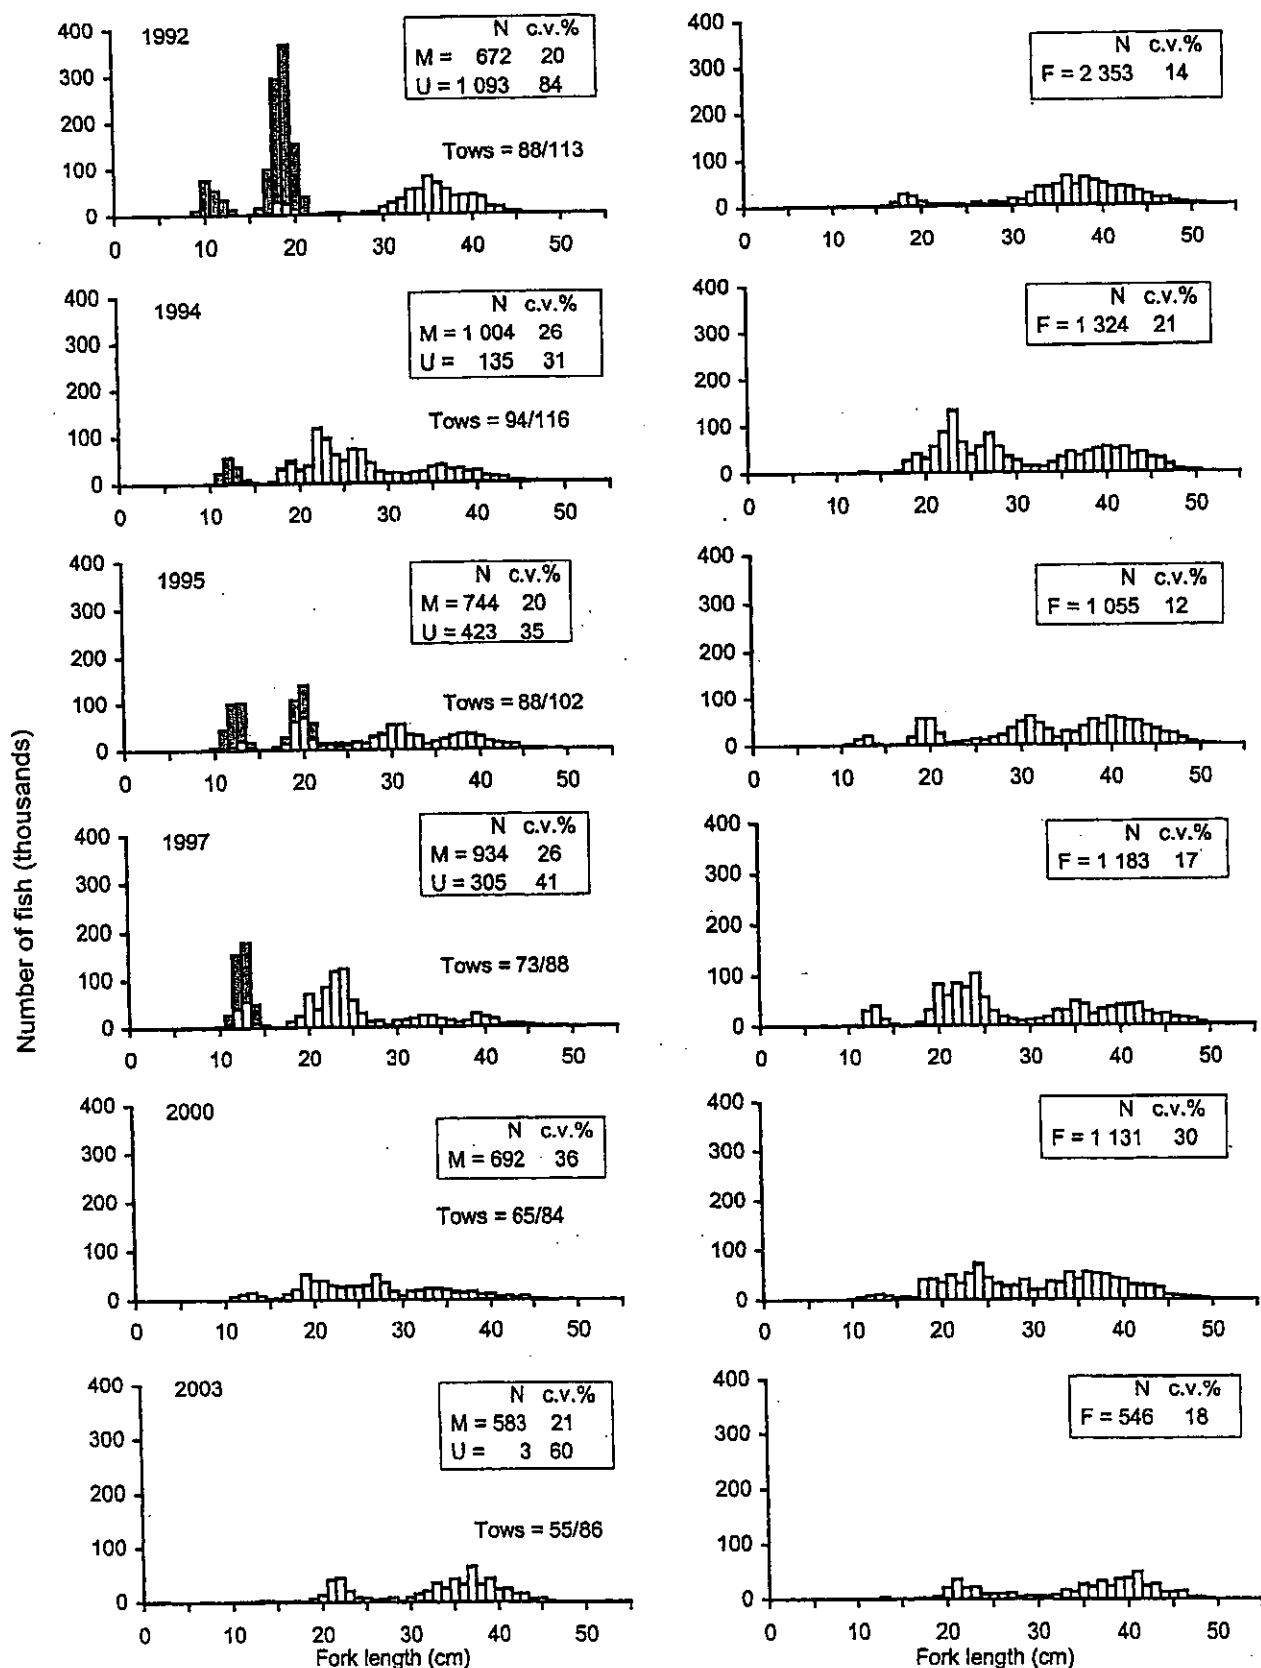 Number of fish (thousands)
400
300
200
100
0
1992
N c.v.%
M = 672 20
U = 1 093 84
Tows = 88/113
0 10 20 30 40 50
400
300
200
100
0
N c.v.%
F = 2 353 14
0 10 20 30 40 50
400
300
200
100
0
1994
N c.v.%
M = 1 004 26
U = 135 31
Tows = 94/116
0 10 20 30 40 50
400
300
200
100
0
N c.v.%
F = 1 324 21
0 10 20 30 40 50
400
300
200
100
0
1995
N c.v.%
M = 744 20
U = 423 35
Tows = 88/102
0 10 20 30 40 50
400
300
200
100
0
N c.v.%
F = 1 055 12
0 10 20 30 40 50
400
300
200
100
0
1997
N c.v.%
M = 934 26
U = 305 41
Tows = 73/88
0 10 20 30 40 50
400
300
200
100
0
N c.v.%
F = 1 183 17
0 10 20 30 40 50
400
300
200
100
0
2000
N c.v.%
M = 692 36
Tows = 65/84
0 10 20 30 40 50
400
300
200
100
0
N c.v.%
F = 1 131 30
0 10 20 30 40 50
400
300
200
100
0
2003
N c.v.%
M = 583 21
U = 3 60
Tows = 55/86
0 10 20 30 40 50
Fork length (cm)
400
300
200
100
0
N c.v.%
F = 546 18
0 10 20 30 40 50
Fork length (cm)